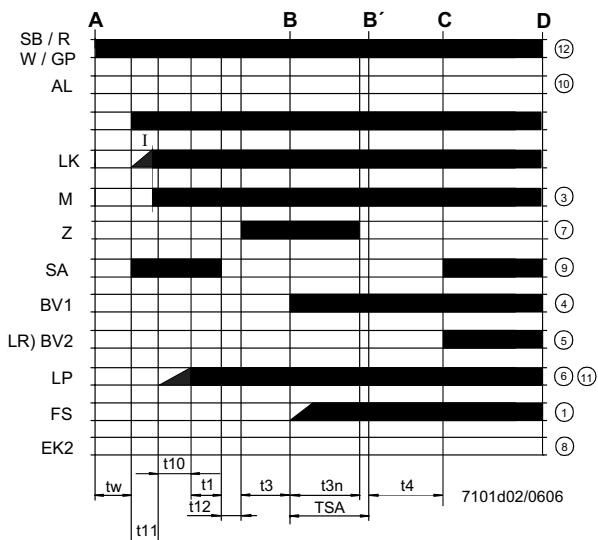 A B B´ C D
SB / R
W / GP ⑫
AL ⑩
I
LK
M ③
Z ⑦
SA ⑨
BV1 ④
LR) BV2 ⑤
LP ⑥ ⑪
FS ①
EK2 ⑧
t10
tw t1 t3 t3n t4 7101d02/0606
t12 TSA
t11